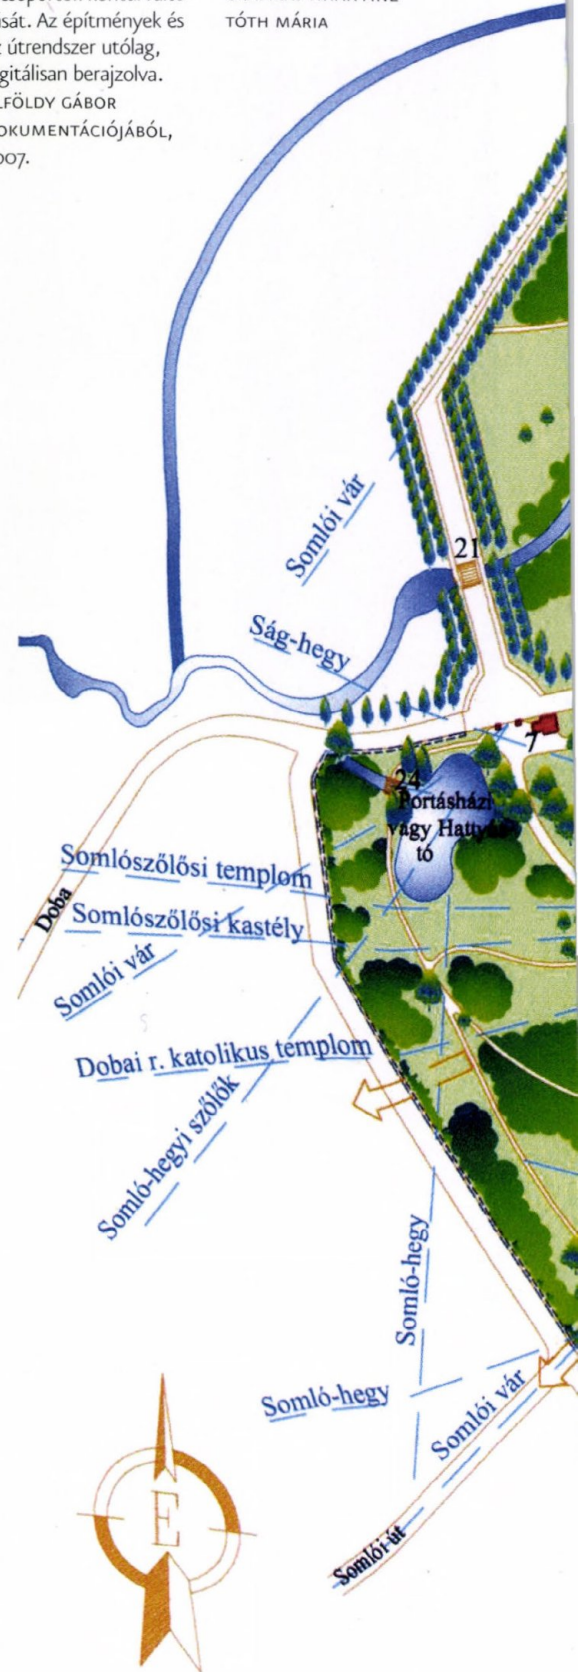 sát. Az építmények és
útrendszer utólag,
gitálisan berajzolva.
FÖLDY GÁBOR
OKUMENTÁCIÓJÁBÓL,
007.
TÓTH MÁRIA
Somlói vár
21
Ság-hegy
7
24
Portásházi
vagy Hattyús
tó
Somlószőlősi templom
Doba
Somlószőlősi kastély
Somlói vár
Dobai r. katolikus templom
Somló-hegyi szőlők
Somló-hegy
Somló-hegy
Somlói vár
Somlói út
E